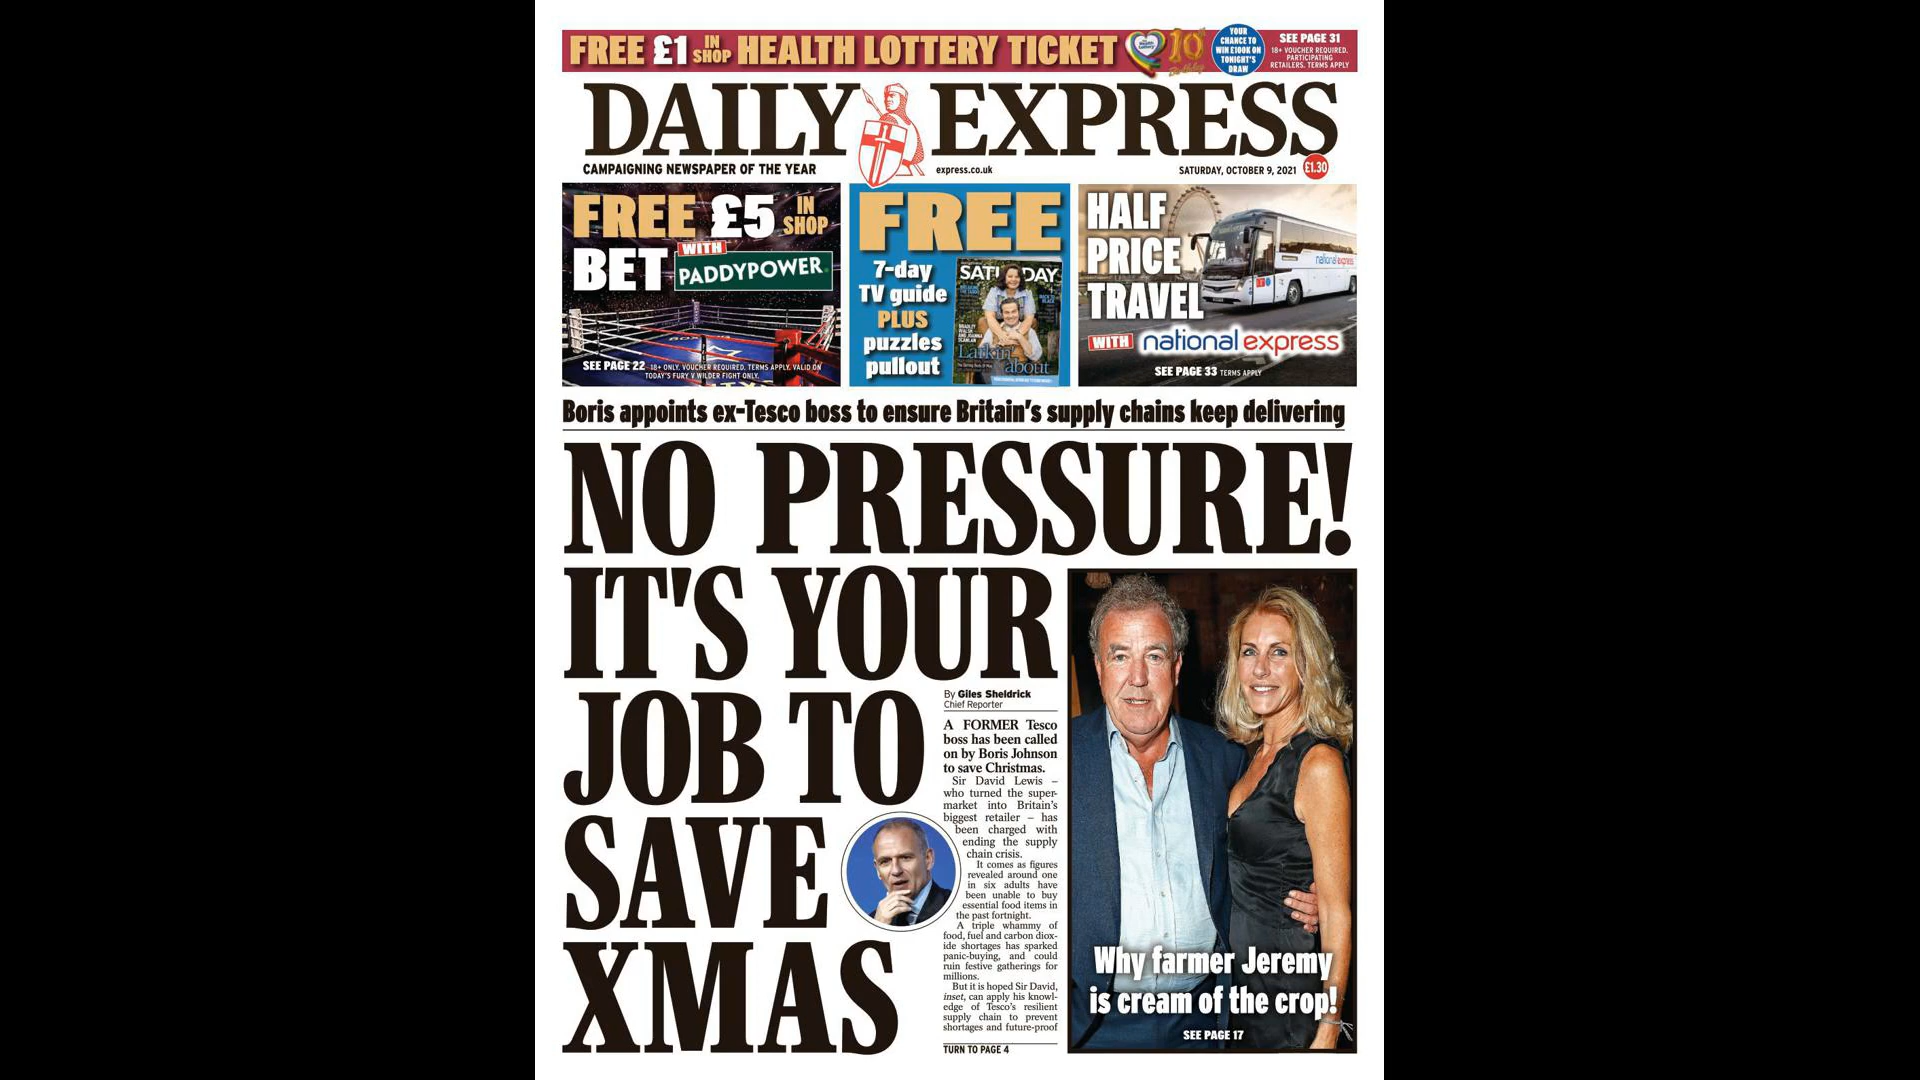 FREE £1 IN SHOP HEALTH LOTTERY TICKET
YOUR
CHANCE TO
WIN £100K ON
TONIGHT'S
DRAW
SEE PAGE 31
18+ VOUCHER REQUIRED.
PARTICIPATING
RETAILERS. TERMS APPLY
DAILY EXPRESS
CAMPAIGNING NEWSPAPER OF THE YEAR
express.co.uk
SATURDAY, OCTOBER 9, 2021
£1.30
FREE £5 IN SHOP
BET WITH PADDYPOWER
SEE PAGE 22 18+ ONLY. VOUCHER REQUIRED. TERMS APPLY. VALID ON
TODAY'S FURY V WILDER FIGHT ONLY.
FREE
7-day
TV guide
PLUS
puzzles
pullout
Larkin'
about
HALF
PRICE
TRAVEL
WITH national express
SEE PAGE 33 TERMS APPLY
national express
Boris appoints ex-Tesco boss to ensure Britain's supply chains keep delivering
NO PRESSURE!
IT'S YOUR
JOB TO
SAVE
XMAS
By Giles Sheldrick
Chief Reporter
A FORMER Tesco
boss has been called
on by Boris Johnson
to save Christmas.
Sir David Lewis –
who turned the super-
market into Britain's
biggest retailer – has
been charged with
ending the supply
chain crisis.
It comes as figures
revealed around one
in six adults have
been unable to buy
essential food items in
the past fortnight.
A triple whammy of
food, fuel and carbon diox-
ide shortages has sparked
panic-buying, and could
ruin festive gatherings for
millions.
But it is hoped Sir David,
inset, can apply his knowl-
edge of Tesco's resilient
supply chain to prevent
shortages and future-proof
TURN TO PAGE 4
Why farmer Jeremy
is cream of the crop!
SEE PAGE 17